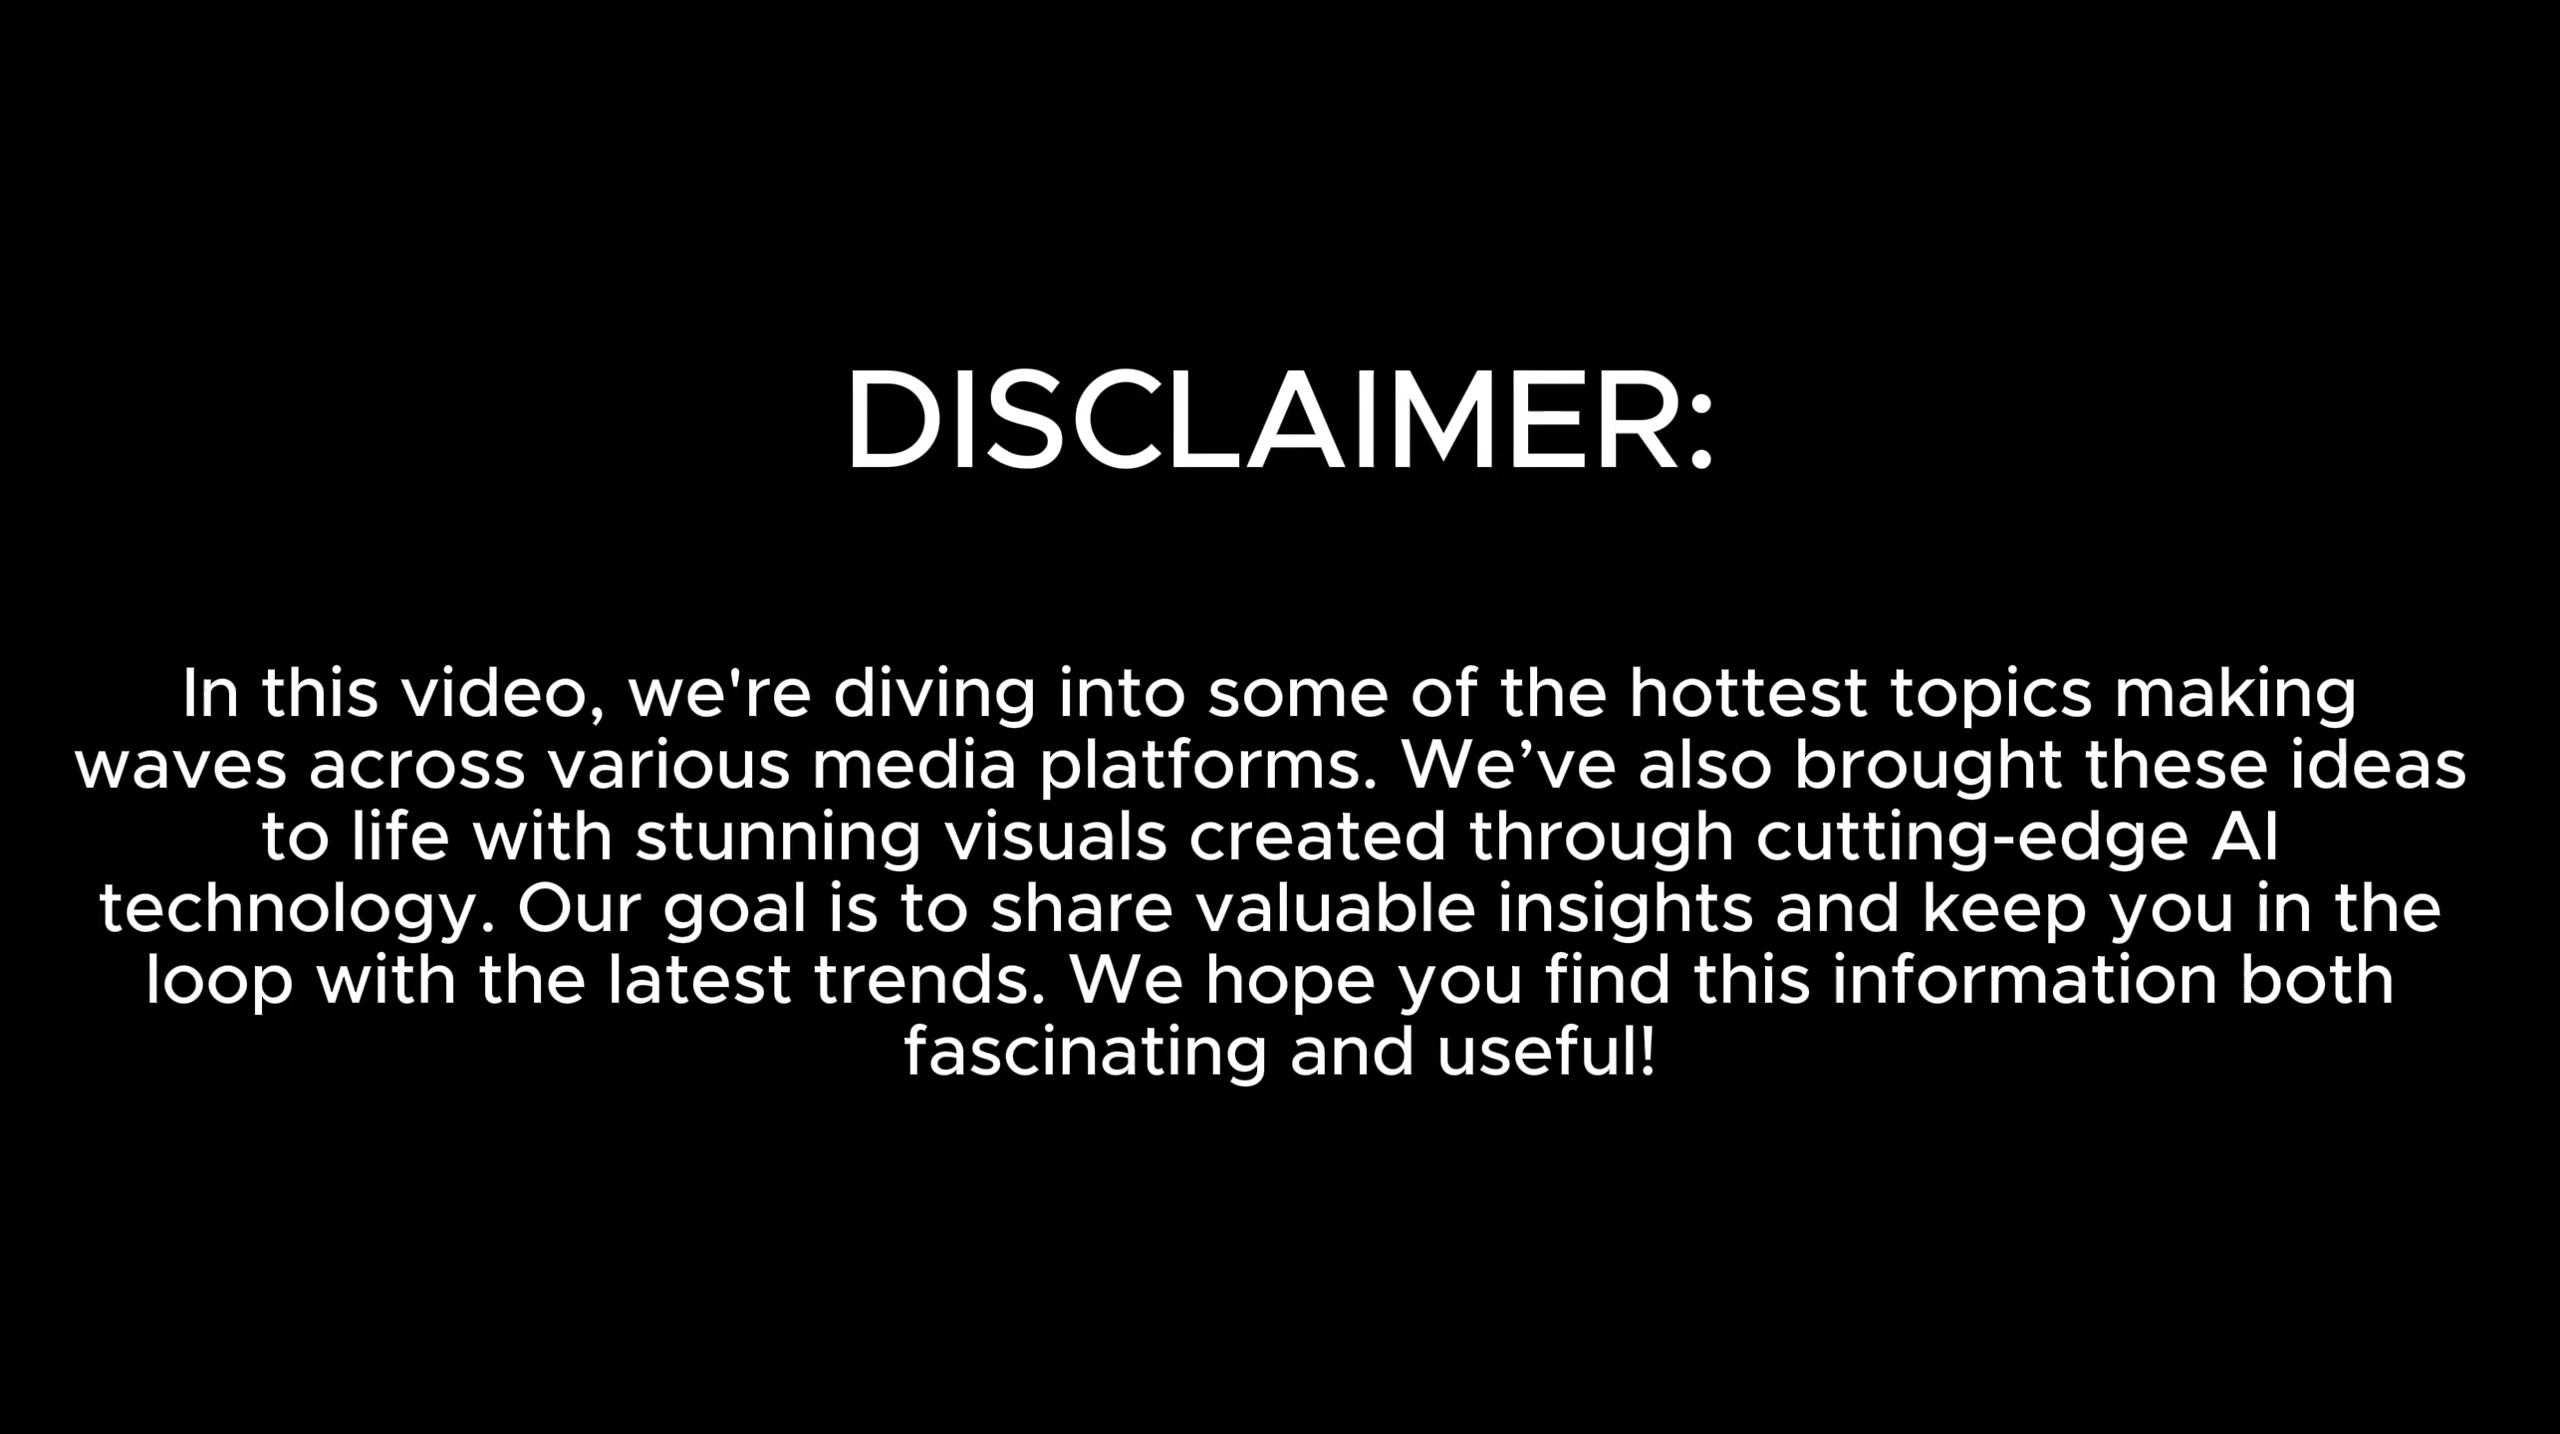 DISCLAIMER:
In this video, we're diving into some of the hottest topics making
waves across various media platforms. We’ve also brought these ideas
to life with stunning visuals created through cutting-edge AI
technology. Our goal is to share valuable insights and keep you in the
loop with the latest trends. We hope you find this information both
fascinating and useful!